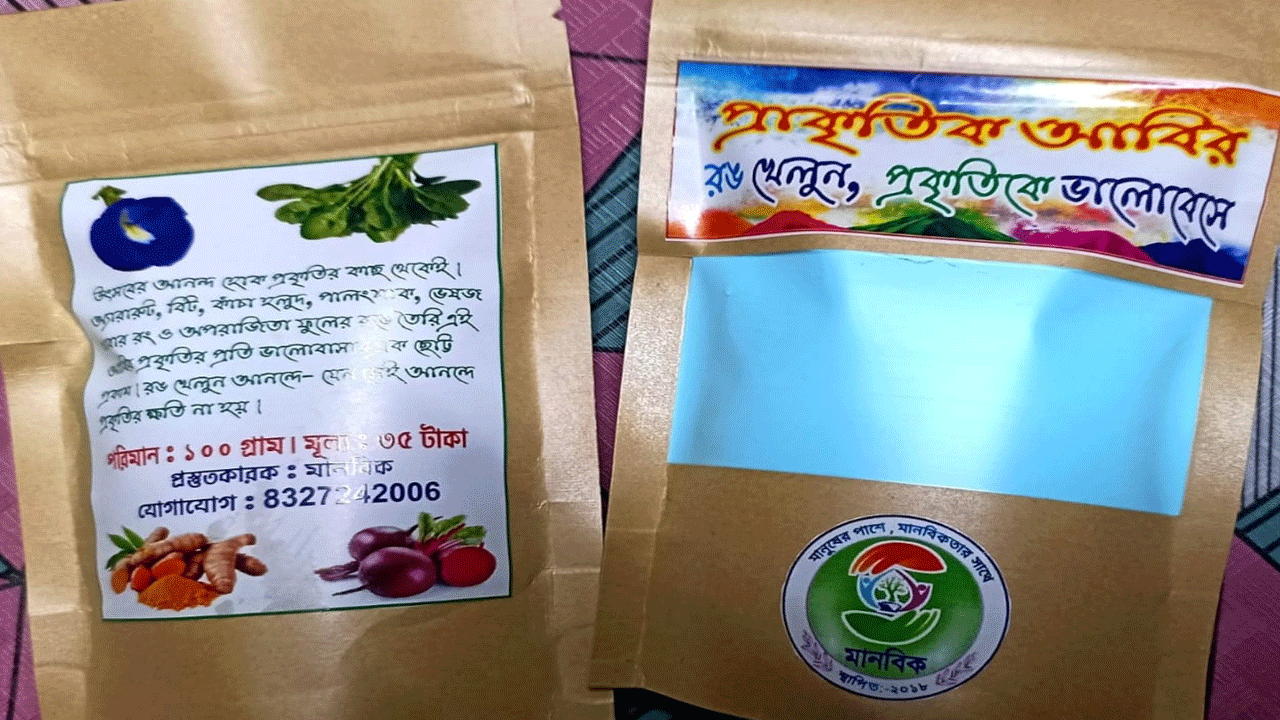 উৎসবের আনন্দ হোক প্রকৃতির কাছ থেকেই।
অ্যারারুট, বিট, কাঁচা হলুদ, পালংশাক, ভেষজ
রং ও অপরাজিতা ফুলের তৈরি এই
প্রকৃতির প্রতি ভালোবাসা ছোট্ট
প্রয়াস। রঙ খেলুন আনন্দে- যেন আনন্দে
প্রকৃতির ক্ষতি না হয়।
পরিমান : ১০০ গ্রাম। মূল্য : ৩৫ টাকা
প্রস্তুতকারক : মানবিক
যোগাযোগ : 8327242006
প্রাকৃতিক আবির
রঙ খেলুন, প্রকৃতিকে ভালোবেসে
মানুষের পাশে, মানবিকতার সাথে
মানবিক
স্থাপিত:-২০১৮